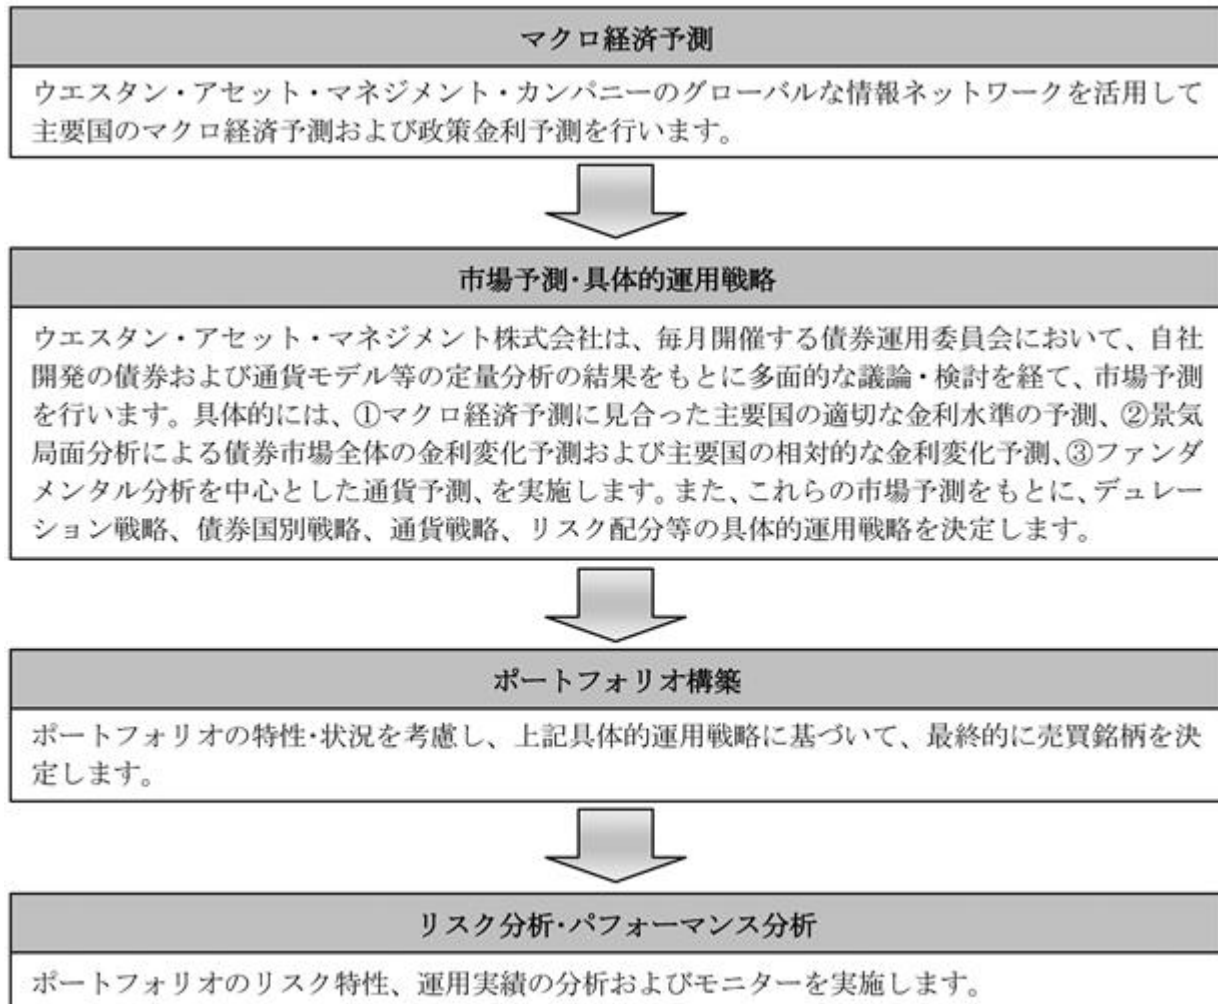 マクロ経済予測
ウエスタン・アセット・マネジメント・カンパニーのグローバルな情報ネットワークを活用して
主要国のマクロ経済予測および政策金利予測を行います。
市場予測･具体的運用戦略
ウエスタン・アセット・マネジメント株式会社は、毎月開催する債券運用委員会において、自社
開発の債券および通貨モデル等の定量分析の結果をもとに多面的な議論・検討を経て、市場予測
を行います。具体的には、①マクロ経済予測に見合った主要国の適切な金利水準の予測、②景気
局面分析による債券市場全体の金利変化予測および主要国の相対的な金利変化予測、③ファンダ
メンタル分析を中心とした通貨予測、を実施します。また、これらの市場予測をもとに、デュレー
ション戦略、債券国別戦略、通貨戦略、リスク配分等の具体的運用戦略を決定します。
ポートフォリオ構築
ポートフォリオの特性･状況を考慮し、上記具体的運用戦略に基づいて、最終的に売買銘柄を決
定します。
リスク分析･パフォーマンス分析
ポートフォリオのリスク特性、運用実績の分析およびモニターを実施します。